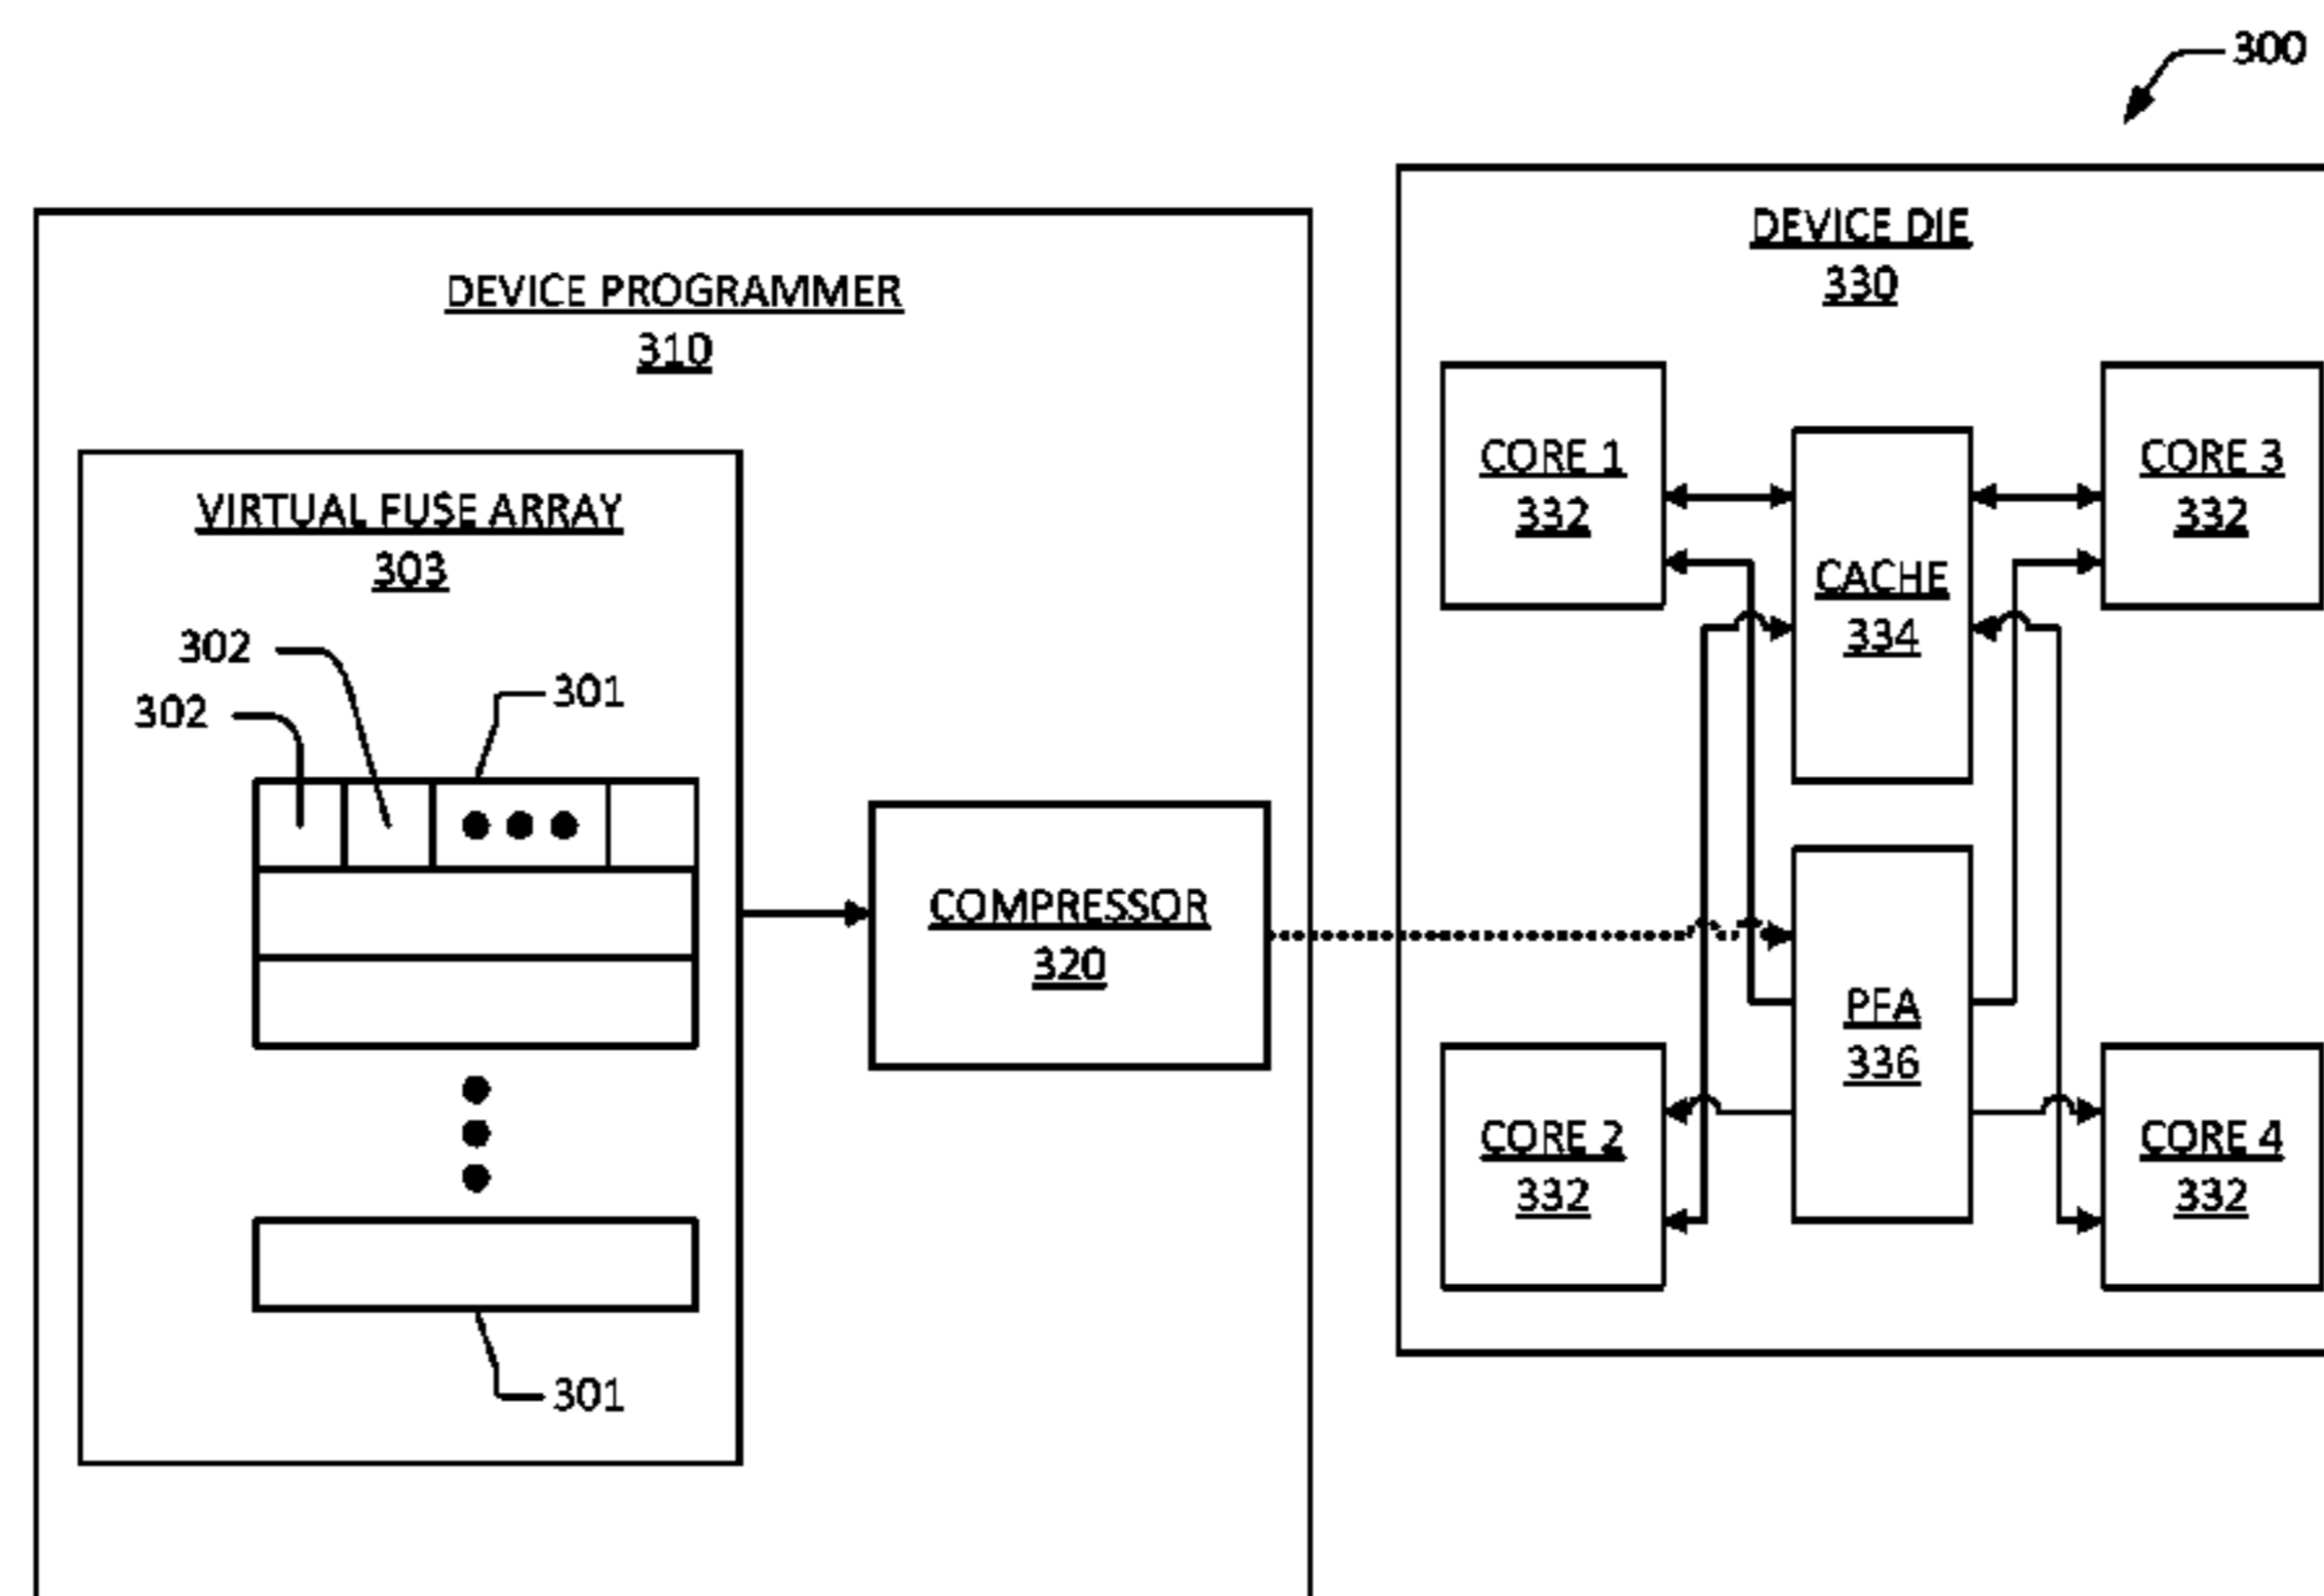 300
DEVICE PROGRAMMER
310
VIRTUAL FUSE ARRAY
303
302
302
301
301
COMPRESSOR
320
DEVICE DIE
330
CORE 1
332
CACHE
334
CORE 3
332
PFA
336
CORE 2
332
CORE 4
332